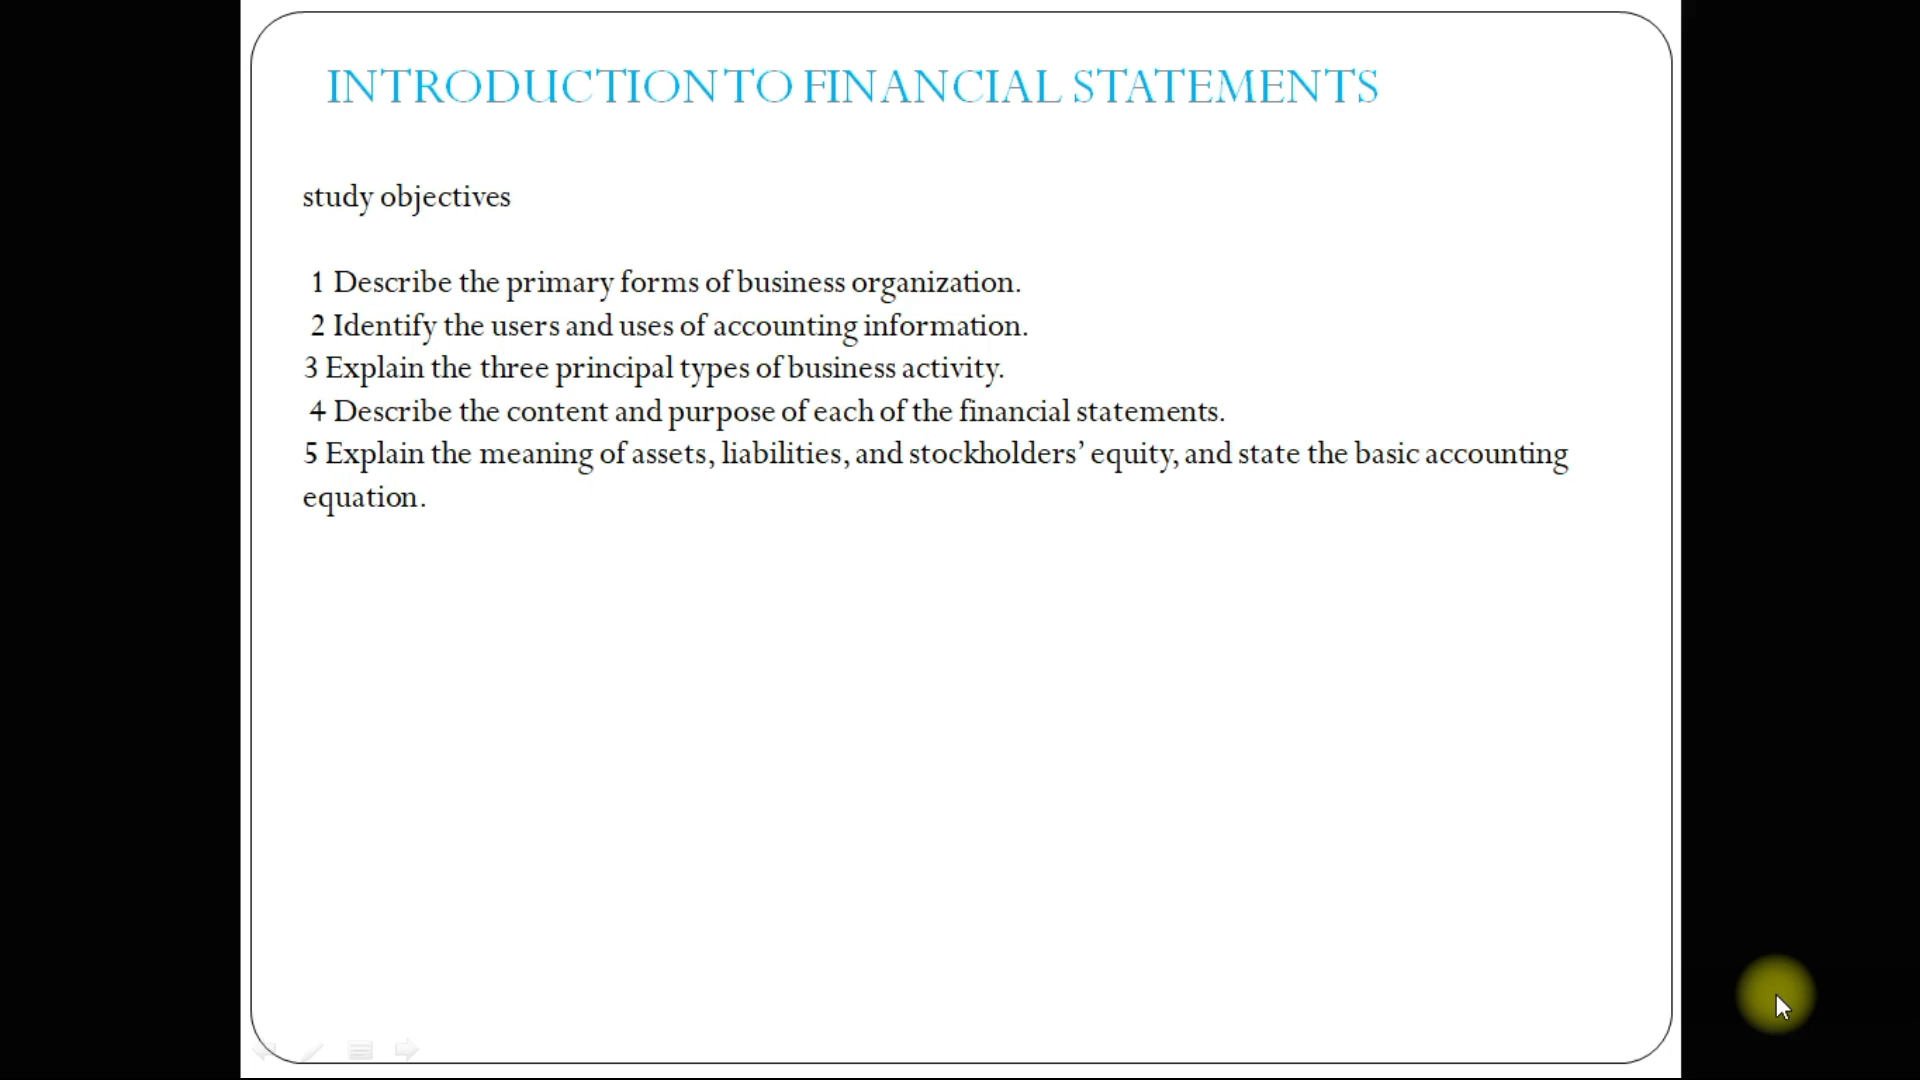 INTRODUCTION TO FINANCIAL STATEMENTS
study objectives
1 Describe the primary forms of business organization.
2 Identify the users and uses of accounting information.
3 Explain the three principal types of business activity.
4 Describe the content and purpose of each of the financial statements.
5 Explain the meaning of assets, liabilities, and stockholders’ equity, and state the basic accounting
equation.